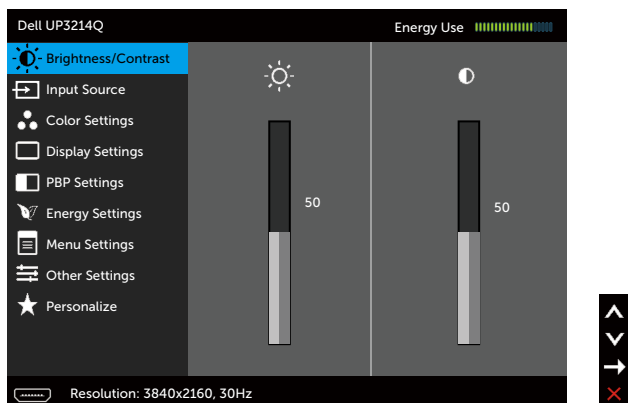 Dell UP3214Q
Energy Use
Brightness/Contrast
Input Source
Color Settings
Display Settings
PBP Settings
Energy Settings
Menu Settings
Other Settings
Personalize
50
50
Resolution: 3840x2160, 30Hz